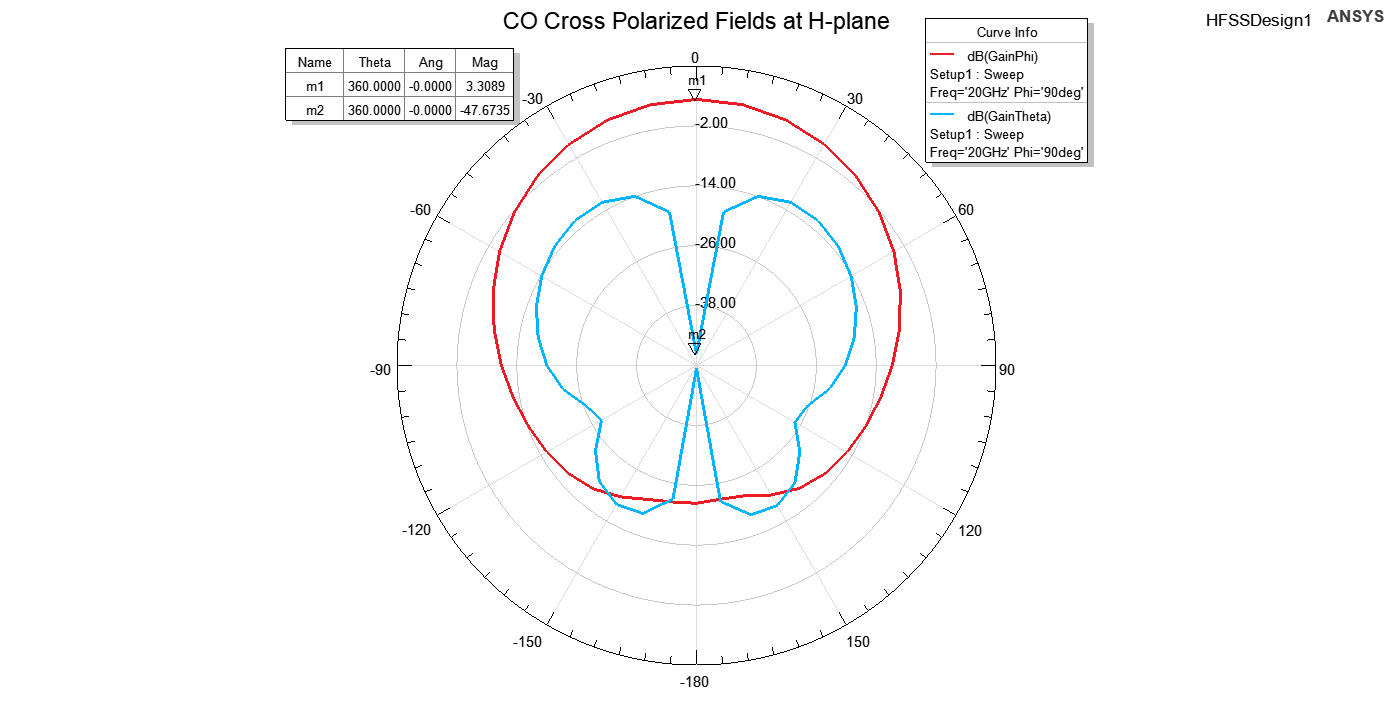 CO Cross Polarized Fields at H-plane
HFSSDesign1
ANSYS
Name Theta Ang Mag
m1 360.0000 -0.0000 3.3089
m2 360.0000 -0.0000 -47.6735
Curve Info
dB(GainPhi)
Setup1 : Sweep
Freq='20GHz' Phi='90deg'
dB(GainTheta)
Setup1 : Sweep
Freq='20GHz' Phi='90deg'
0
m1
-30
30
-2.00
-14.00
-60
60
-26.00
-38.00
m2
-90
90
-120
120
-150
150
-180